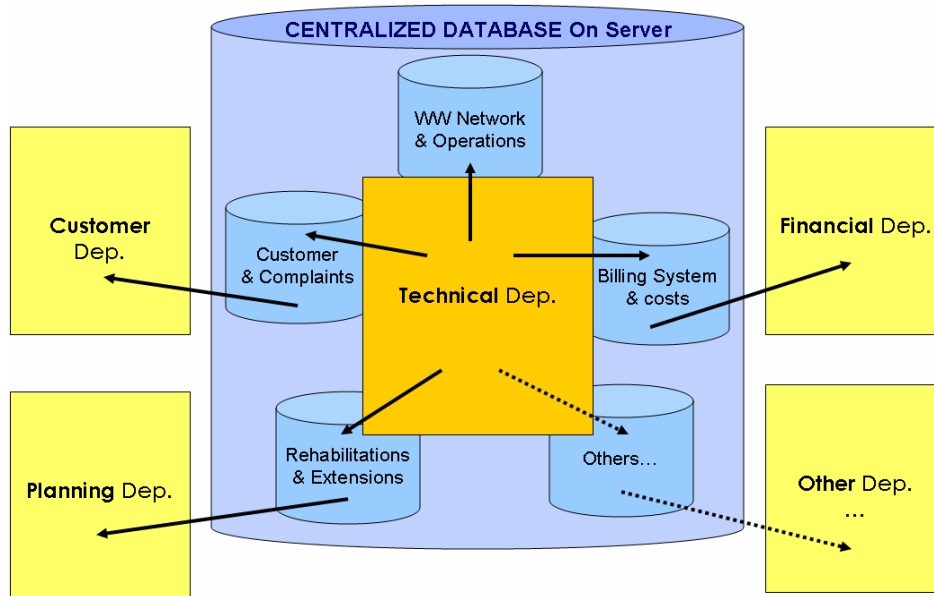 CENTRALIZED DATABASE On Server
WW Network
& Operations
Customer
Dep.
Customer
& Complaints
Technical Dep.
Billing System
& costs
Financial Dep.
Planning Dep.
Rehabilitations
& Extensions
Others...
Other Dep.
...